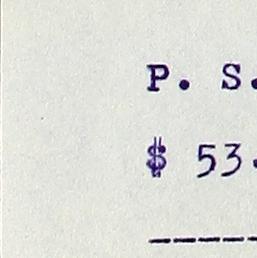 P. S.
$ 53.
--------